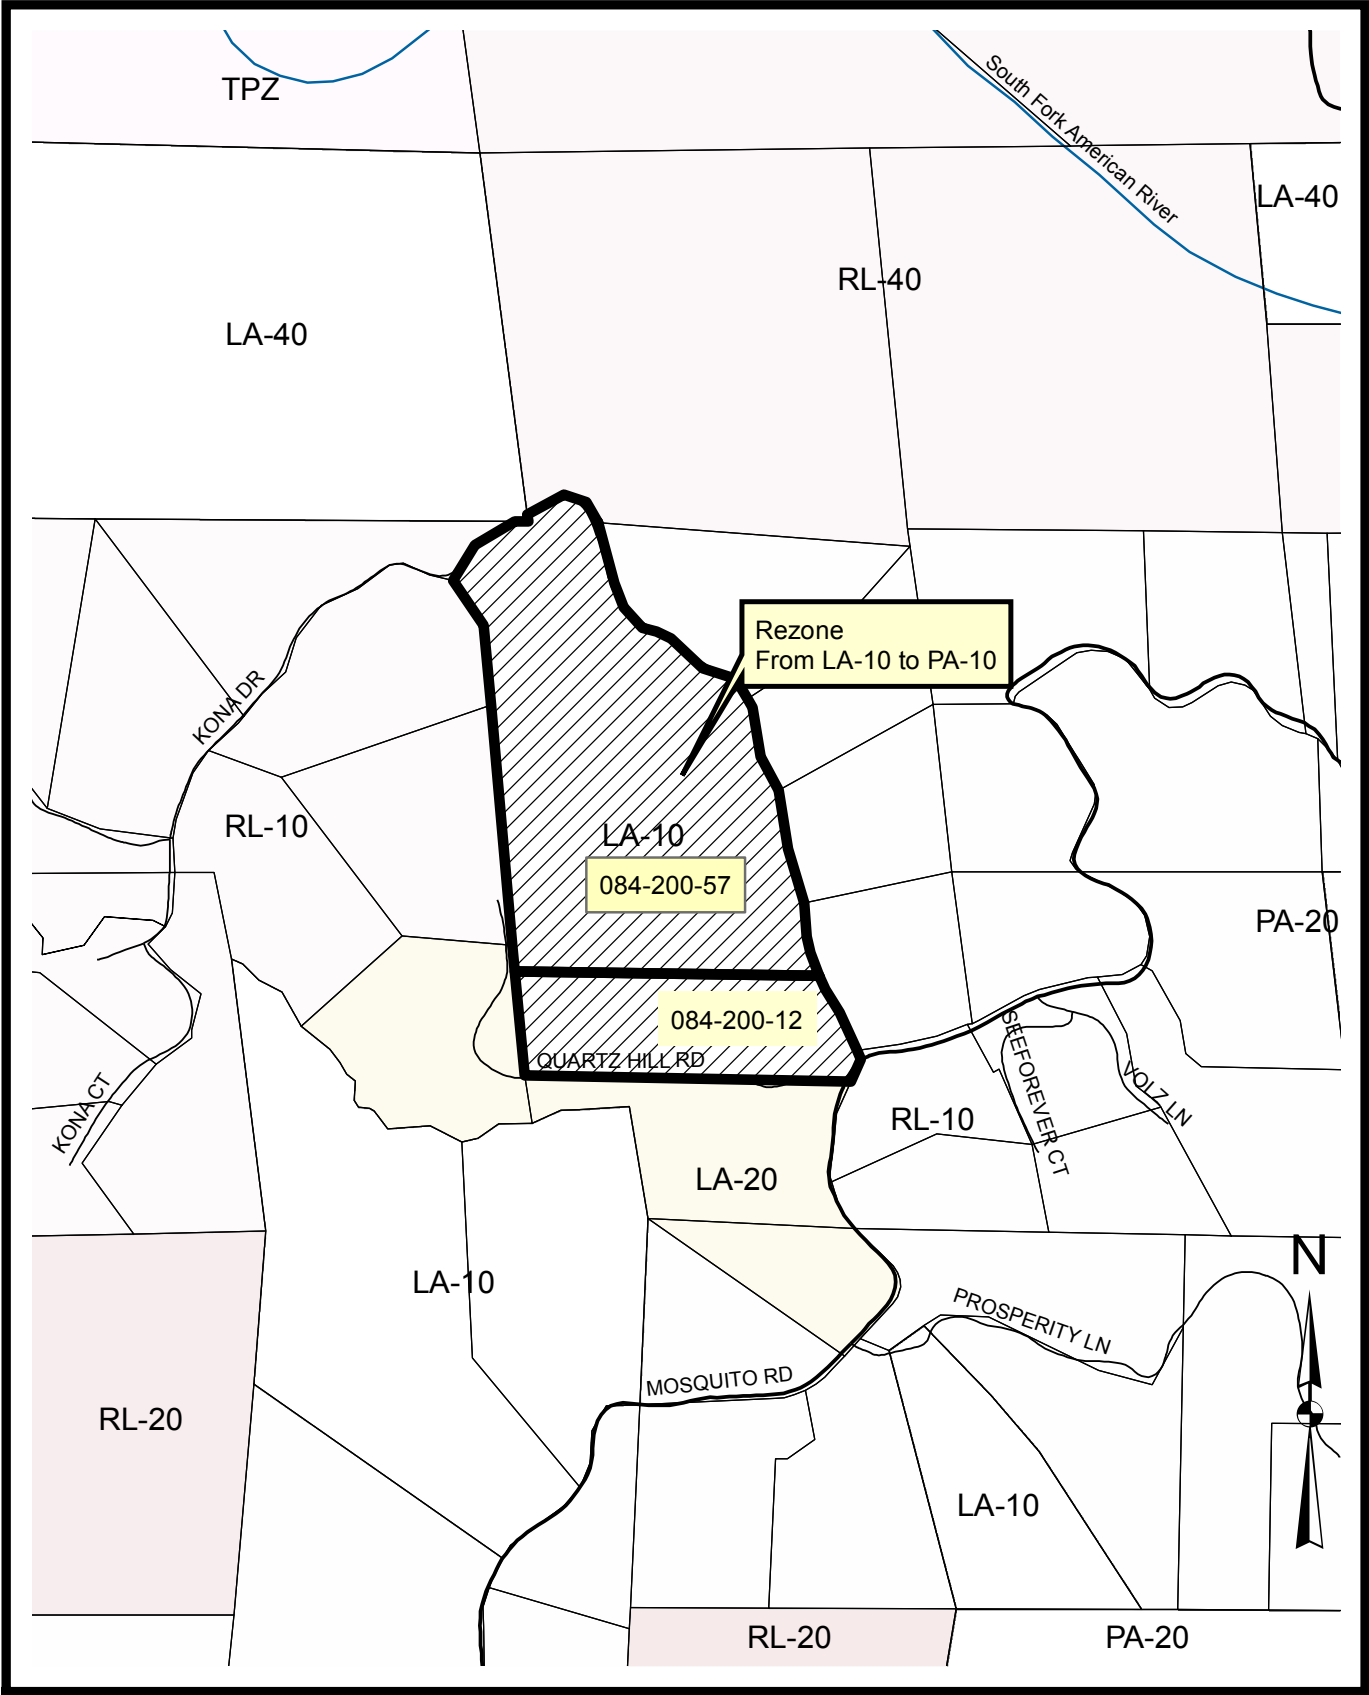 TPZ
South Fork American River
LA-40
RL-40
LA-40
Rezone
From LA-10 to PA-10
KONA DR
RL-10
LA-10
084-200-57
PA-20
084-200-12
QUARTZ HILL RD
SEEFOREVER CT
VOLZ LN
KONA CT
RL-10
LA-20
N
LA-10
PROSPERITY LN
MOSQUITO RD
RL-20
LA-10
RL-20
PA-20